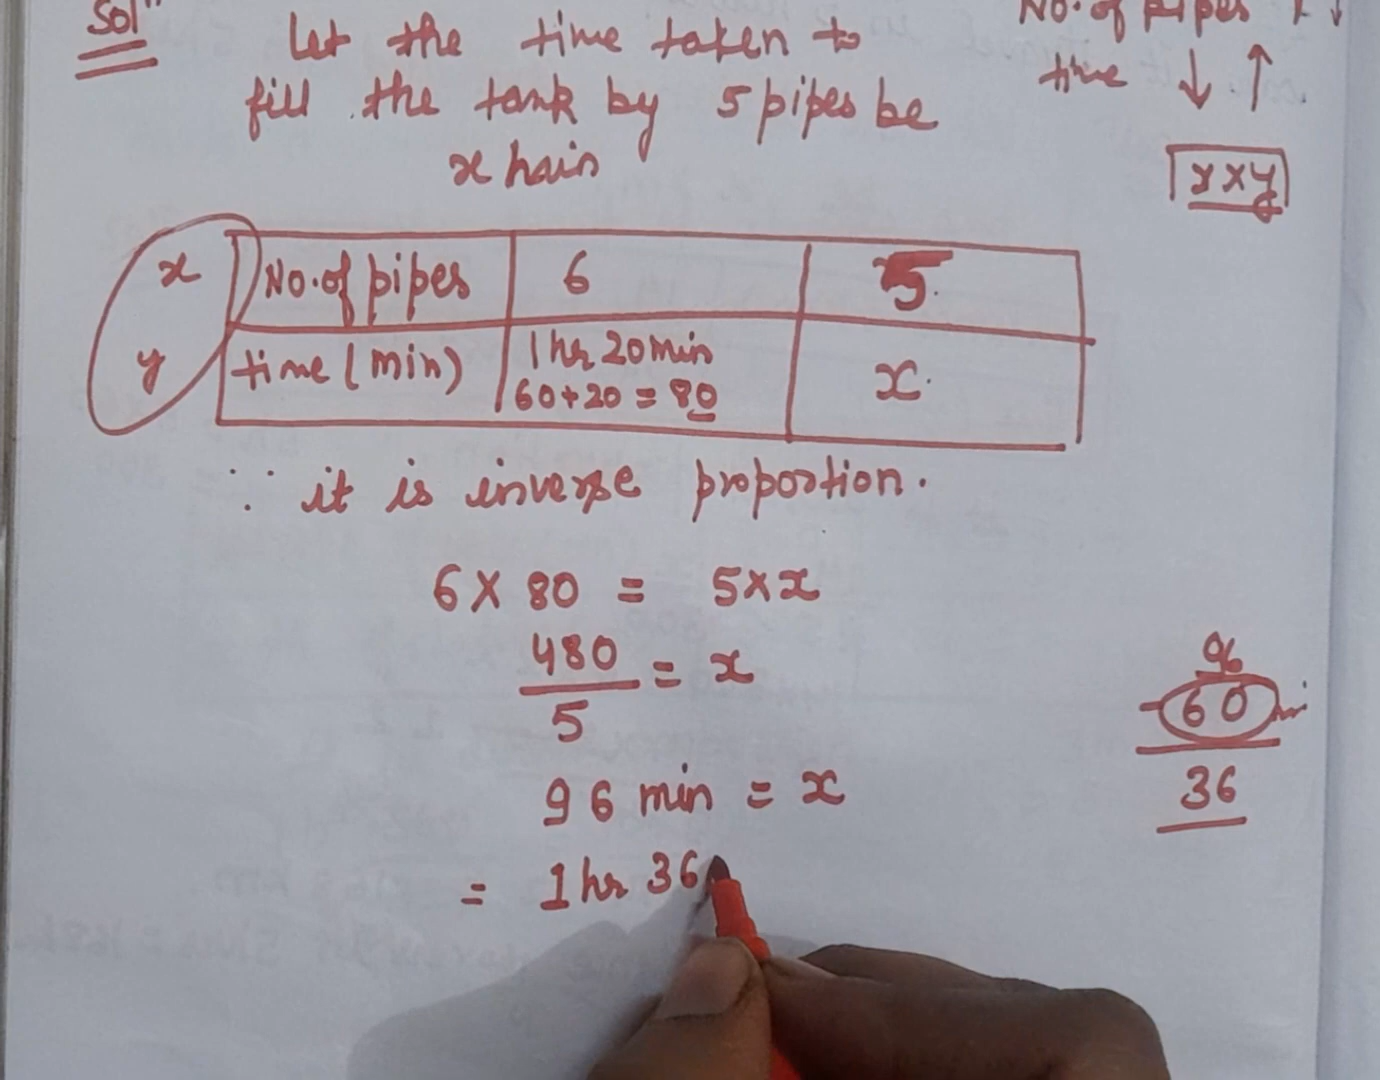 Solⁿ
Let the time taken to
fill the tank by 5 pipes be
x
No. of pipes ↑ ↓
time ↓ ↑
x×y
x No. of pipes 6 5
y time (min) 1 hr 20 min x
60+20 = 80
∵ it is inverse proportion.
6 × 80 = 5 × x
480/5 = x
96 min = x
= 1 hr 36
96
-60
36